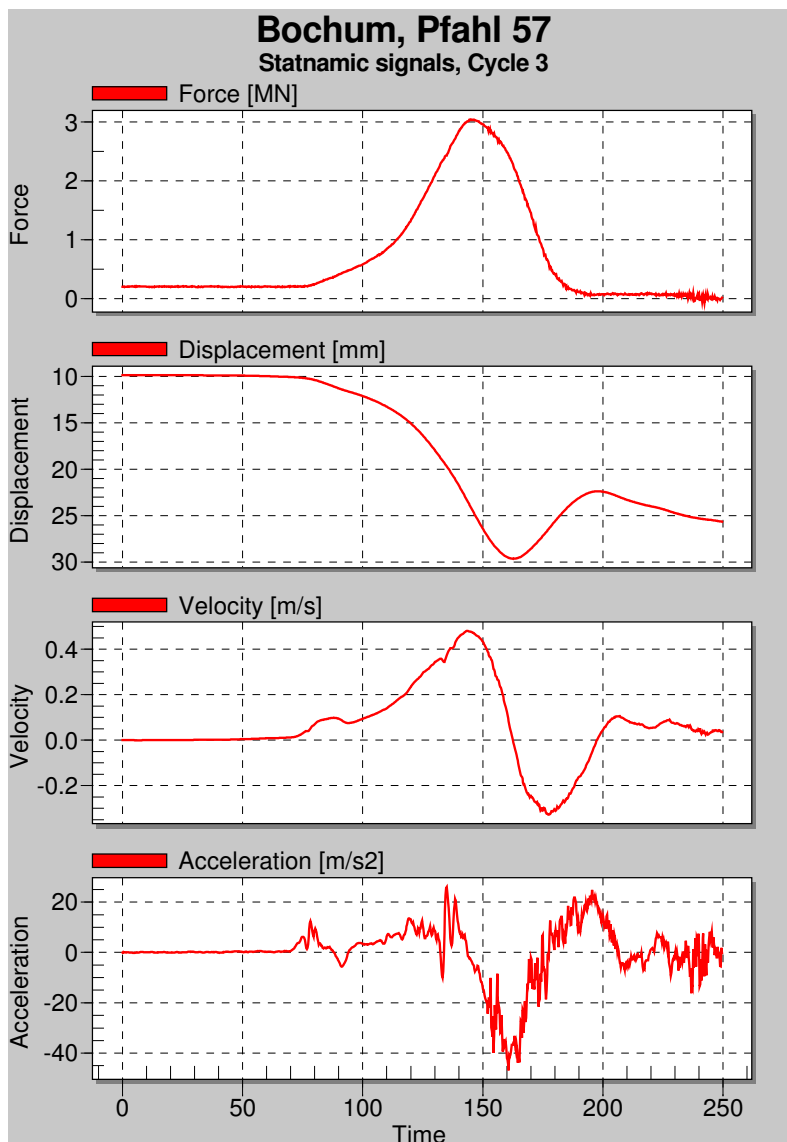 Bochum, Pfahl 57
Statnamic signals, Cycle 3
Force [MN]
3
2
1
0
Force
Displacement [mm]
10
15
20
25
30
Displacement
Velocity [m/s]
0.4
0.2
0.0
-0.2
Velocity
Acceleration [m/s2]
20
0
-20
-40
Acceleration
0 50 100 150 200 250
Time